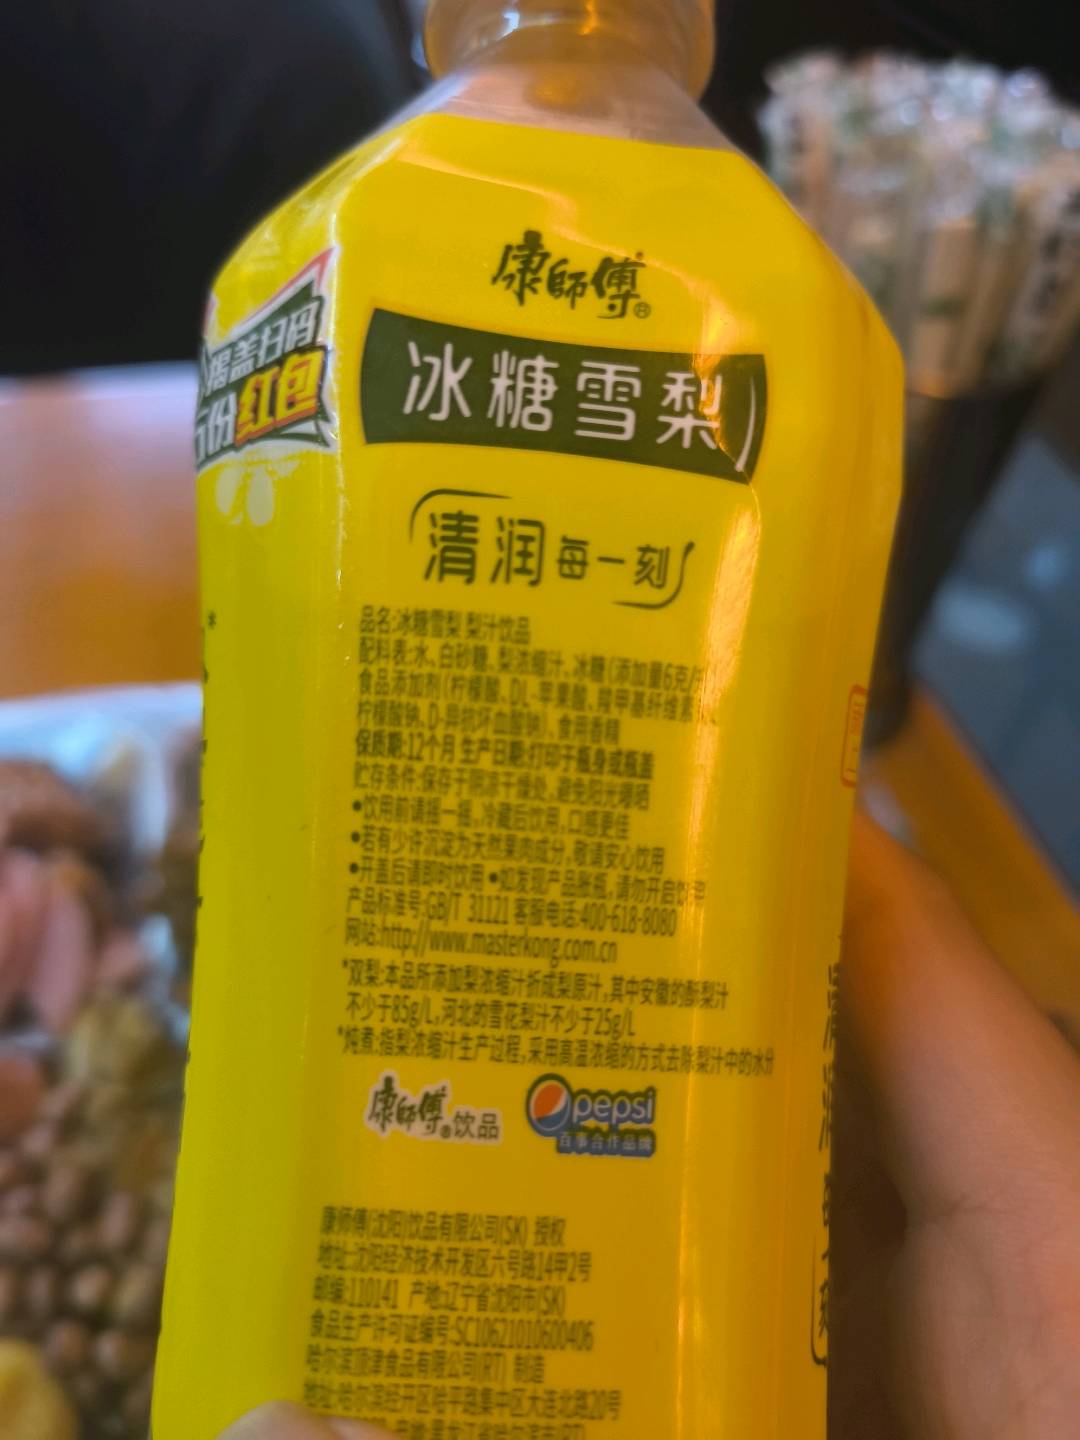 康師傅®
冰糖雪梨
揭盖扫码
万份红包
清润每一刻
品名:冰糖雪梨 梨汁饮品
配料表:水、白砂糖、梨浓缩汁、冰糖(添加量6克/
食品添加剂(柠檬酸、DL-苹果酸、羧甲基纤维素
柠檬酸钠、D-异抗坏血酸钠)、食用香精
保质期:12个月 生产日期:打印于瓶身或瓶盖
贮存条件:保存于阴凉干燥处、避免阳光曝晒
•饮用前请摇一摇,冷藏后饮用,口感更佳
•若有少许沉淀为天然果肉成分,敬请安心饮用
•开盖后请即时饮用 •如发现产品胀瓶,请勿开启饮用
产品标准号:GB/T 31121 客服电话:400-618-8080
网站:http://www.masterkong.com.cn
*双梨:本品所添加梨浓缩汁折成梨原汁,其中安徽的酥梨汁
不少于85g/L,河北的雪花梨汁不少于25g/L
*炖煮:指梨浓缩汁生产过程,采用高温浓缩的方式去除梨汁中的水分
康師傅®饮品
pepsi
百事合作品牌
康师傅(沈阳)饮品有限公司(SK) 授权
地址:沈阳经济技术开发区六号路14甲2号
邮编:110141 产地:辽宁省沈阳市(SK)
食品生产许可证编号:SC10621010600406
哈尔滨顶津食品有限公司(RT) 制造
地址:哈尔滨经开区哈平路集中区大连北路20号
产地:黑龙江省哈尔滨市(RT)